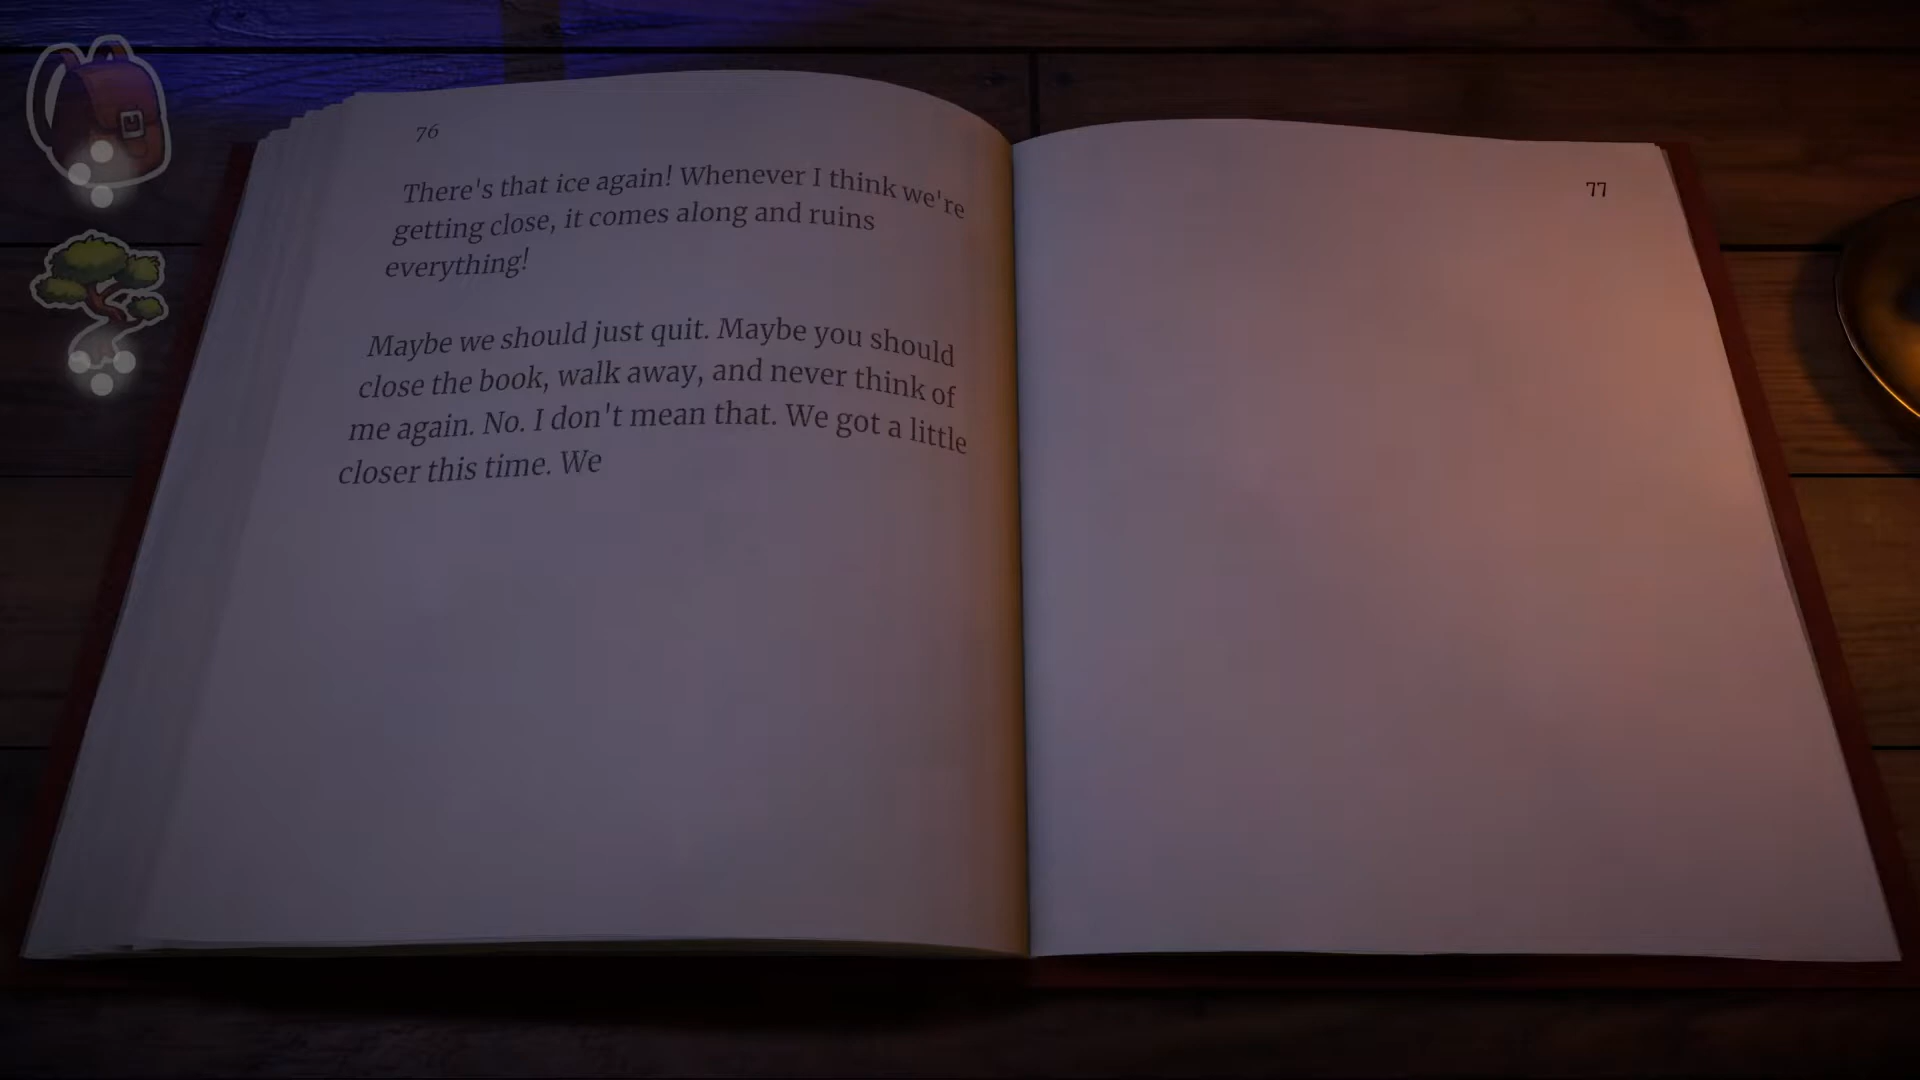 76
There's that ice again! Whenever I think we're
getting close, it comes along and ruins
everything!
Maybe we should just quit. Maybe you should
close the book, walk away, and never think of
me again. No. I don't mean that. We got a little
closer this time. We
77